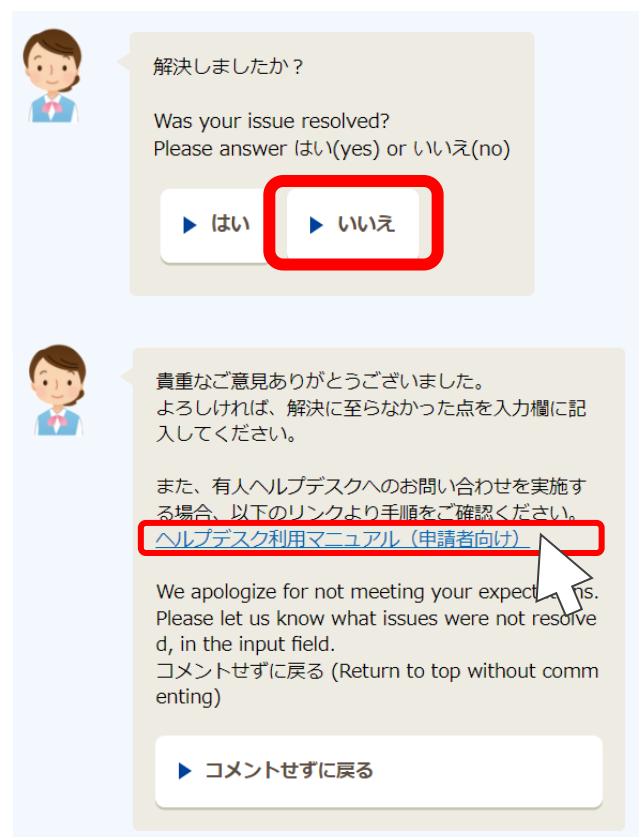 解決しましたか？
Was your issue resolved?
Please answer はい(yes) or いいえ(no)
はい
いいえ
貴重なご意見ありがとうございました。
よろしければ、解決に至らなかった点を入力欄に記
入してください。
また、有人ヘルプデスクへのお問い合わせを実施す
る場合、以下のリンクより手順をご確認ください。
ヘルプデスク利用マニュアル（申請者向け）
We apologize for not meeting your
Please let us know what issues were not resolve
d, in the input field.
コメントせずに戻る (Return to top without comm
enting)
コメントせずに戻る